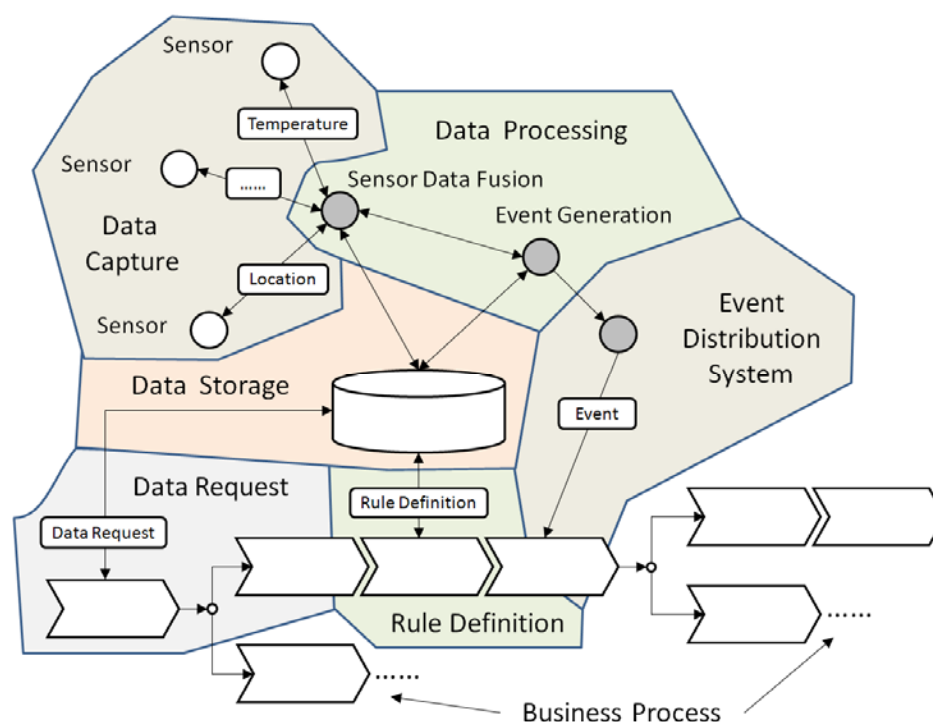 Sensor
Temperature
Data Processing
Sensor
......
Sensor Data Fusion
Event Generation
Data
Capture
Location
Sensor
Event
Distribution
System
Data Storage
Event
Data Request
Rule Definition
Data Request
Rule Definition
......
......
Business Process